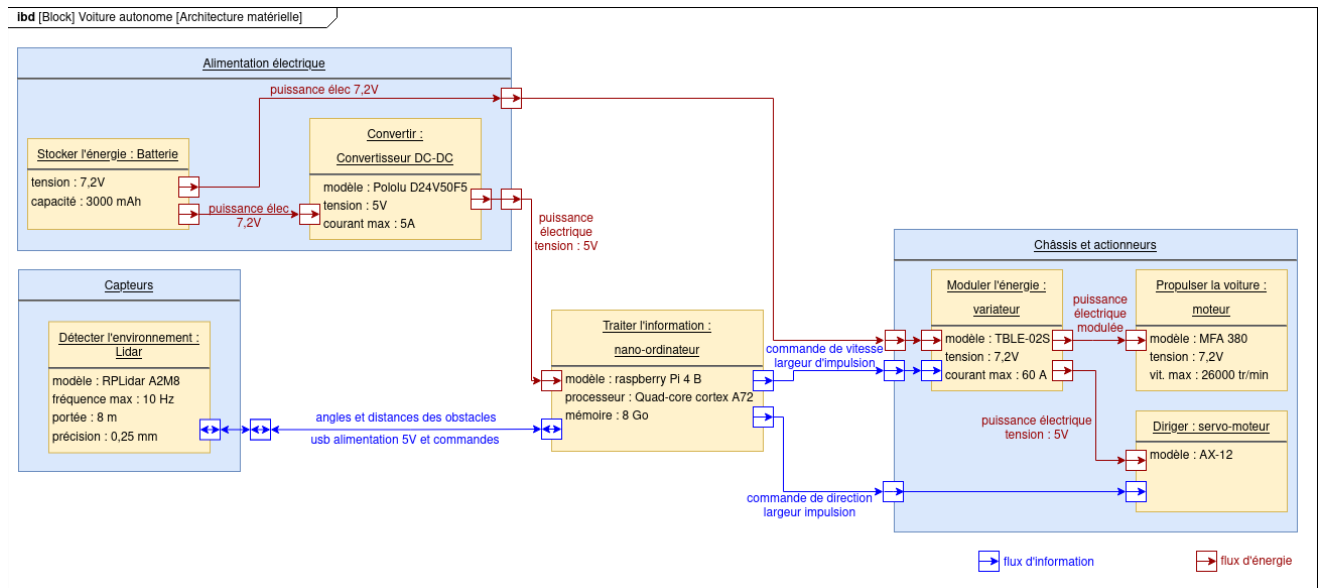 ibd [Block] Voiture autonome [Architecture matérielle]
Alimentation électrique
puissance élec 7,2V
Stocker l'énergie : Batterie
tension : 7,2V
capacité : 3000 mAh
puissance élec
7,2V
Convertir :
Convertisseur DC-DC
modèle : Pololu D24V50F5
tension : 5V
courant max : 5A
puissance
électrique
tension : 5V
Capteurs
Détecter l'environnement :
Lidar
modèle : RPLidar A2M8
fréquence max : 10 Hz
portée : 8 m
précision : 0,25 mm
angles et distances des obstacles
usb alimentation 5V et commandes
Traiter l'information :
nano-ordinateur
modèle : raspberry Pi 4 B
processeur : Quad-core cortex A72
mémoire : 8 Go
commande de vitesse
largeur d'impulsion
commande de direction
largeur impulsion
Châssis et actionneurs
Moduler l'énergie :
variateur
modèle : TBLE-02S
tension : 7,2V
courant max : 60 A
puissance
électrique
modulée
Propulser la voiture :
moteur
modèle : MFA 380
tension : 7,2V
vit. max : 26000 tr/min
puissance électrique
tension : 5V
Diriger : servo-moteur
modèle : AX-12
flux d'information
flux d'énergie